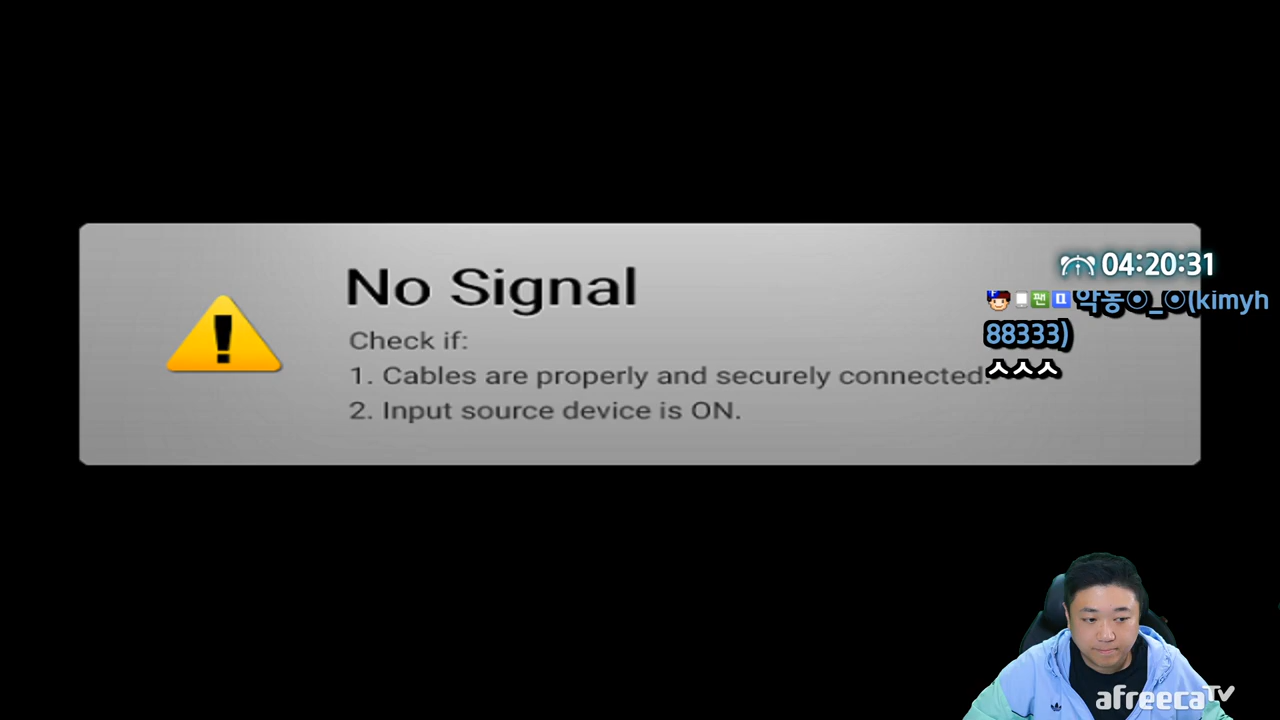 No Signal
Check if:
1. Cables are properly and securely connected.
2. Input source device is ON.
04:20:31
팬 악동⊙_⊙(kimyh
88333)
ㅅㅅㅅ
afreecaTV